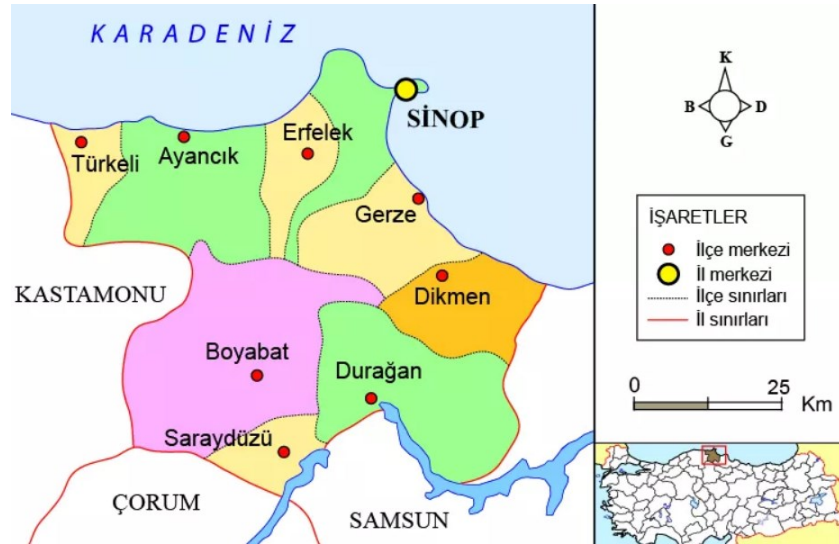 KARADENİZ
SİNOP
Erfelek
Türkeli
Ayancık
Gerze
KASTAMONU
Dikmen
Boyabat
Durağan
Saraydüzü
ÇORUM
SAMSUN
K
B D
G
İŞARETLER
İlçe merkezi
İl merkezi
İlçe sınırları
İl sınırları
0 25
Km